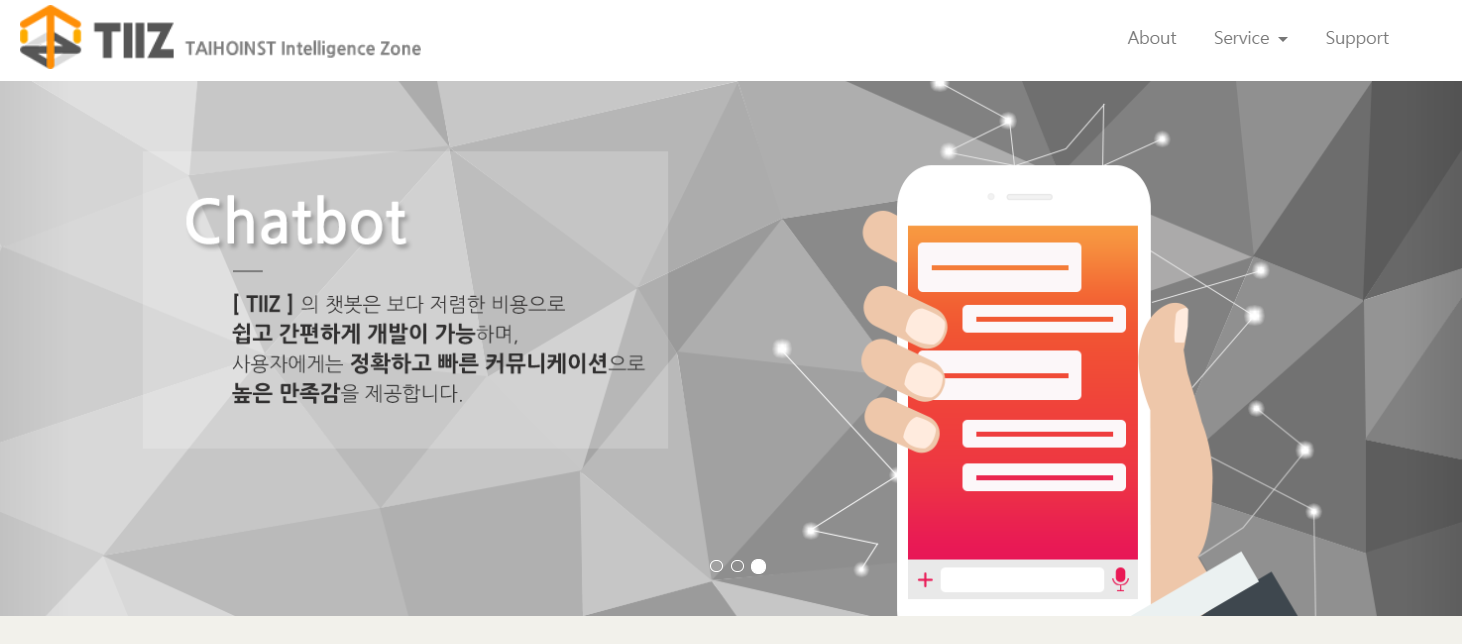 TIIZ TAIHOINST Intelligence Zone
About Service Support
Chatbot
[ TIIZ ] 의 챗봇은 보다 저렴한 비용으로
쉽고 간편하게 개발이 가능하며,
사용자에게는 정확하고 빠른 커뮤니케이션으로
높은 만족감을 제공합니다.